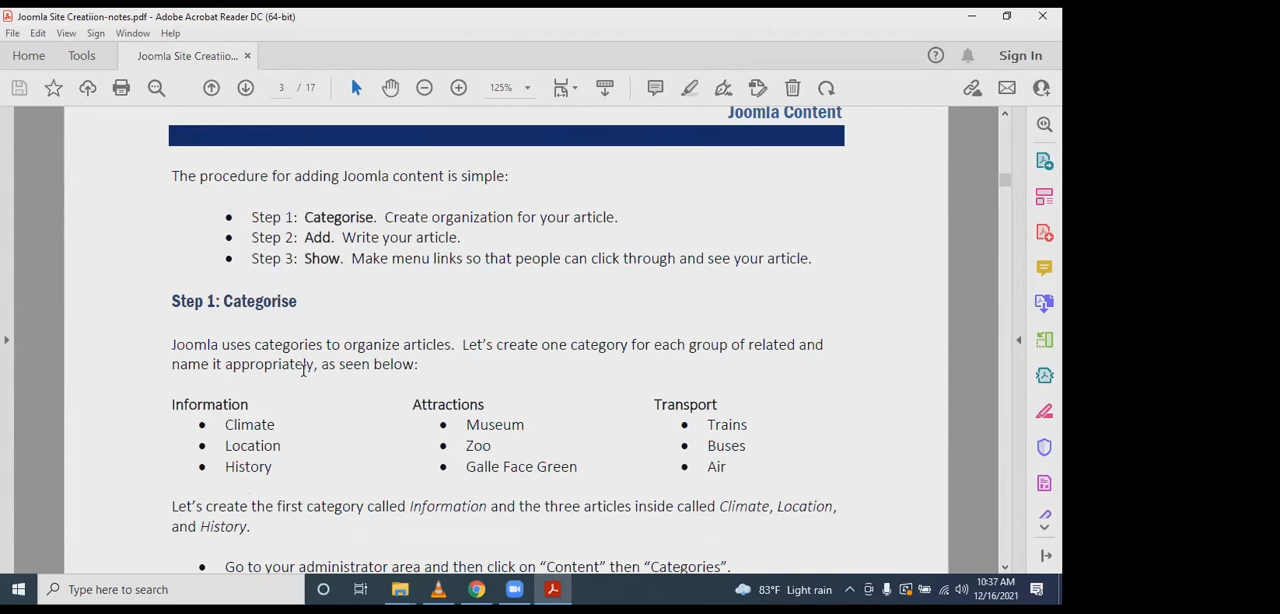 Joomla Site Creatiion-notes.pdf - Adobe Acrobat Reader DC (64-bit)
File Edit View Sign Window Help
Home Tools Joomla Site Creatiio... × Sign In
3 / 17 125%
Joomla Content
The procedure for adding Joomla content is simple:
• Step 1: Categorise. Create organization for your article.
• Step 2: Add. Write your article.
• Step 3: Show. Make menu links so that people can click through and see your article.
Step 1: Categorise
Joomla uses categories to organize articles. Let's create one category for each group of related and
name it appropriately, as seen below:
Information Attractions Transport
• Climate • Museum • Trains
• Location • Zoo • Buses
• History • Galle Face Green • Air
Let's create the first category called Information and the three articles inside called Climate, Location,
and History.
• Go to your administrator area and then click on "Content" then "Categories".
Type here to search 83°F Light rain 10:37 AM
12/16/2021